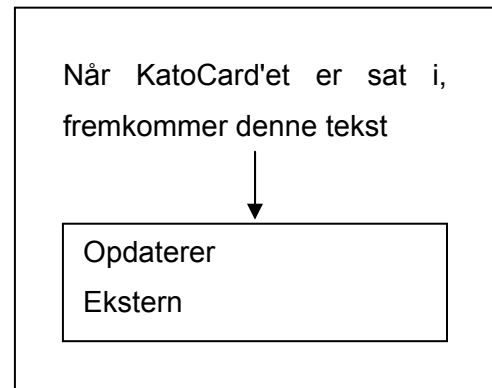 Når KatoCard'et er sat i,
fremkommer denne tekst
Opdaterer
Ekstern